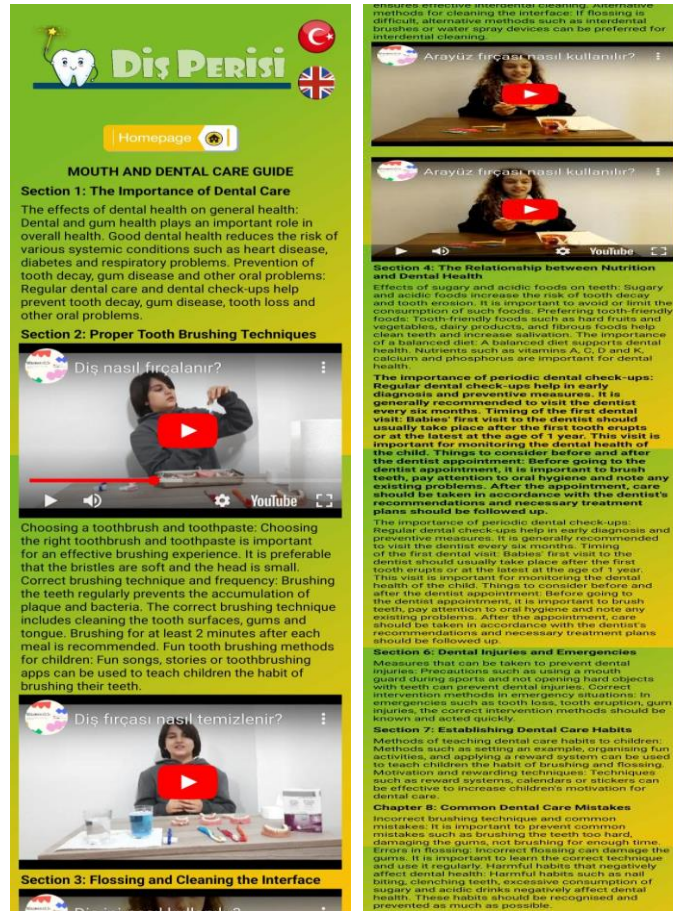 Diş Perisi
Homepage
MOUTH AND DENTAL CARE GUIDE
Section 1: The Importance of Dental Care
The effects of dental health on general health:
Dental and gum health plays an important role in
overall health. Good dental health reduces the risk of
various systemic conditions such as heart disease,
diabetes and respiratory problems. Prevention of
tooth decay, gum disease and other oral problems:
Regular dental care and dental check-ups help
prevent tooth decay, gum disease, tooth loss and
other oral problems.
Section 2: Proper Tooth Brushing Techniques
Diş nasıl fırçalanır?
YouTube
Choosing a toothbrush and toothpaste: Choosing
the right toothbrush and toothpaste is important
for an effective brushing experience. It is preferable
that the bristles are soft and the head is small.
Correct brushing technique and frequency: Brushing
the teeth regularly prevents the accumulation of
plaque and bacteria. The correct brushing technique
includes cleaning the tooth surfaces, gums and
tongue. Brushing for at least 2 minutes after each
meal is recommended. Fun tooth brushing methods
for children: Fun songs, stories or toothbrushing
apps can be used to teach children the habit of
brushing their teeth.
Diş fırçası nasıl temizlenir?
Section 3: Flossing and Cleaning the Interface
ensures effective interdental cleaning. Alternative
methods for cleaning the interface: If flossing is
difficult, alternative methods such as interdental
brushes or water spray devices can be preferred for
interdental cleaning.
Arayüz fırçası nasıl kullanılır?
Arayüz fırçası nasıl kullanılır?
YouTube
Section 4: The Relationship between Nutrition
and Dental Health
Effects of sugary and acidic foods on teeth: Sugary
and acidic foods increase the risk of tooth decay
and tooth erosion. It is important to avoid or limit the
consumption of such foods. Preferring tooth-friendly
foods: Tooth-friendly foods such as hard fruits and
vegetables, dairy products, and fibrous foods help
clean teeth and increase salivation. The importance
of a balanced diet: A balanced diet supports dental
health. Nutrients such as vitamins A, C, D and K,
calcium and phosphorus are important for dental
health.
The importance of periodic dental check-ups:
Regular dental check-ups help in early
diagnosis and preventive measures. It is
generally recommended to visit the dentist
every six months. Timing of the first dental
visit: Babies' first visit to the dentist should
usually take place after the first tooth erupts
or at the latest at the age of 1 year. This visit is
important for monitoring the dental health of
the child. Things to consider before and after
the dentist appointment: Before going to the
dentist appointment, it is important to brush
teeth, pay attention to oral hygiene and note any
existing problems. After the appointment, care
should be taken in accordance with the dentist's
recommendations and necessary treatment
plans should be followed up.
The importance of periodic dental check-ups:
Regular dental check-ups help in early diagnosis and
preventive measures. It is generally recommended
to visit the dentist every six months. Timing
of the first dental visit: Babies' first visit to the
dentist should usually take place after the first
tooth erupts or at the latest at the age of 1 year.
This visit is important for monitoring the dental
health of the child. Things to consider before and
after the dentist appointment: Before going to
the dentist appointment, it is important to brush
teeth, pay attention to oral hygiene and note any
existing problems. After the appointment, care
should be taken in accordance with the dentist's
recommendations and necessary treatment plans
should be followed up.
Section 6: Dental Injuries and Emergencies
Measures that can be taken to prevent dental
injuries: Precautions such as using a mouth
guard during sports and not opening hard objects
with teeth can prevent dental injuries. Correct
intervention methods in emergency situations: In
emergencies such as tooth loss, tooth eruption, gum
injuries, the correct intervention methods should be
known and acted quickly.
Section 7: Establishing Dental Care Habits
Methods of teaching dental care habits to children:
Methods such as setting an example, organising fun
activities, and applying a reward system can be used
to teach children the habit of brushing and flossing.
Motivation and rewarding techniques: Techniques
such as reward systems, calendars or stickers can
be effective to increase children's motivation for
dental care.
Chapter 8: Common Dental Care Mistakes
Incorrect brushing technique and common
mistakes: It is important to prevent common
mistakes such as brushing the teeth too hard,
damaging the gums, not brushing for enough time.
Errors in flossing: Incorrect flossing can damage the
gums. It is important to learn the correct technique
and use it regularly. Harmful habits that negatively
affect dental health: Harmful habits such as nail
biting, clenching teeth, excessive consumption of
sugary and acidic drinks negatively affect dental
health. These habits should be recognised and
prevented as much as possible.